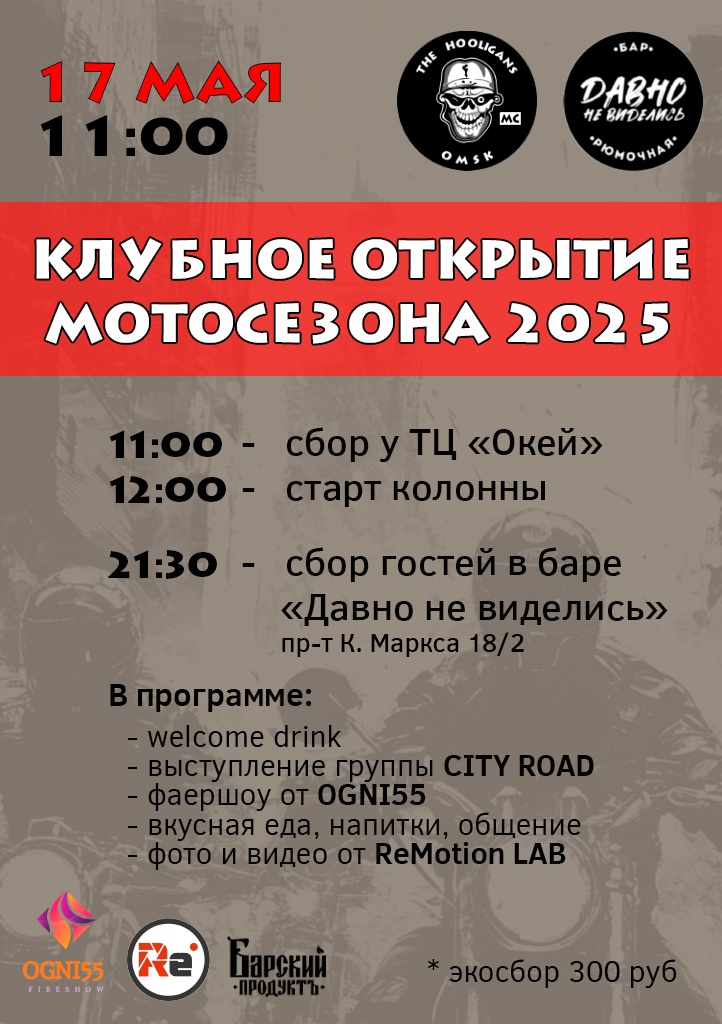 17 МАЯ
11:00
THE HOOLIGANS
MC
OMSK
•БАР•
ДАВНО
НЕ ВИДЕЛИСЬ
•РЮМОЧНАЯ•
КЛУБНОЕ ОТКРЫТИЕ
МОТОСЕЗОНА 2025
11:00 - сбор у ТЦ «Окей»
12:00 - старт колонны
21:30 - сбор гостей в баре
«Давно не виделись»
пр-т К. Маркса 18/2
В программе:
- welcome drink
- выступление группы CITY ROAD
- фаершоу от OGNI55
- вкусная еда, напитки, общение
- фото и видео от ReMotion LAB
OGNI55
FIRESHOW
Re
Барский
•ПРОДУКТЪ•
* экосбор 300 руб